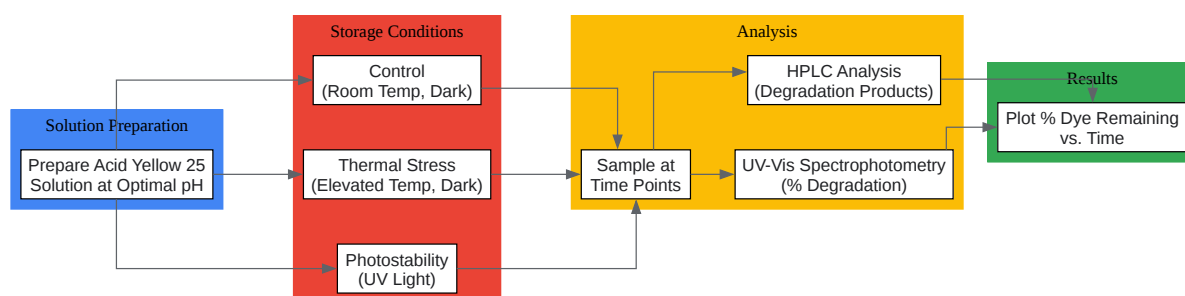 Solution Preparation
Prepare Acid Yellow 25
Solution at Optimal pH
Storage Conditions
Control
(Room Temp, Dark)
Thermal Stress
(Elevated Temp, Dark)
Photostability
(UV Light)
Analysis
Sample at
Time Points
HPLC Analysis
(Degradation Products)
UV-Vis Spectrophotometry
(% Degradation)
Results
Plot % Dye Remaining
vs. Time